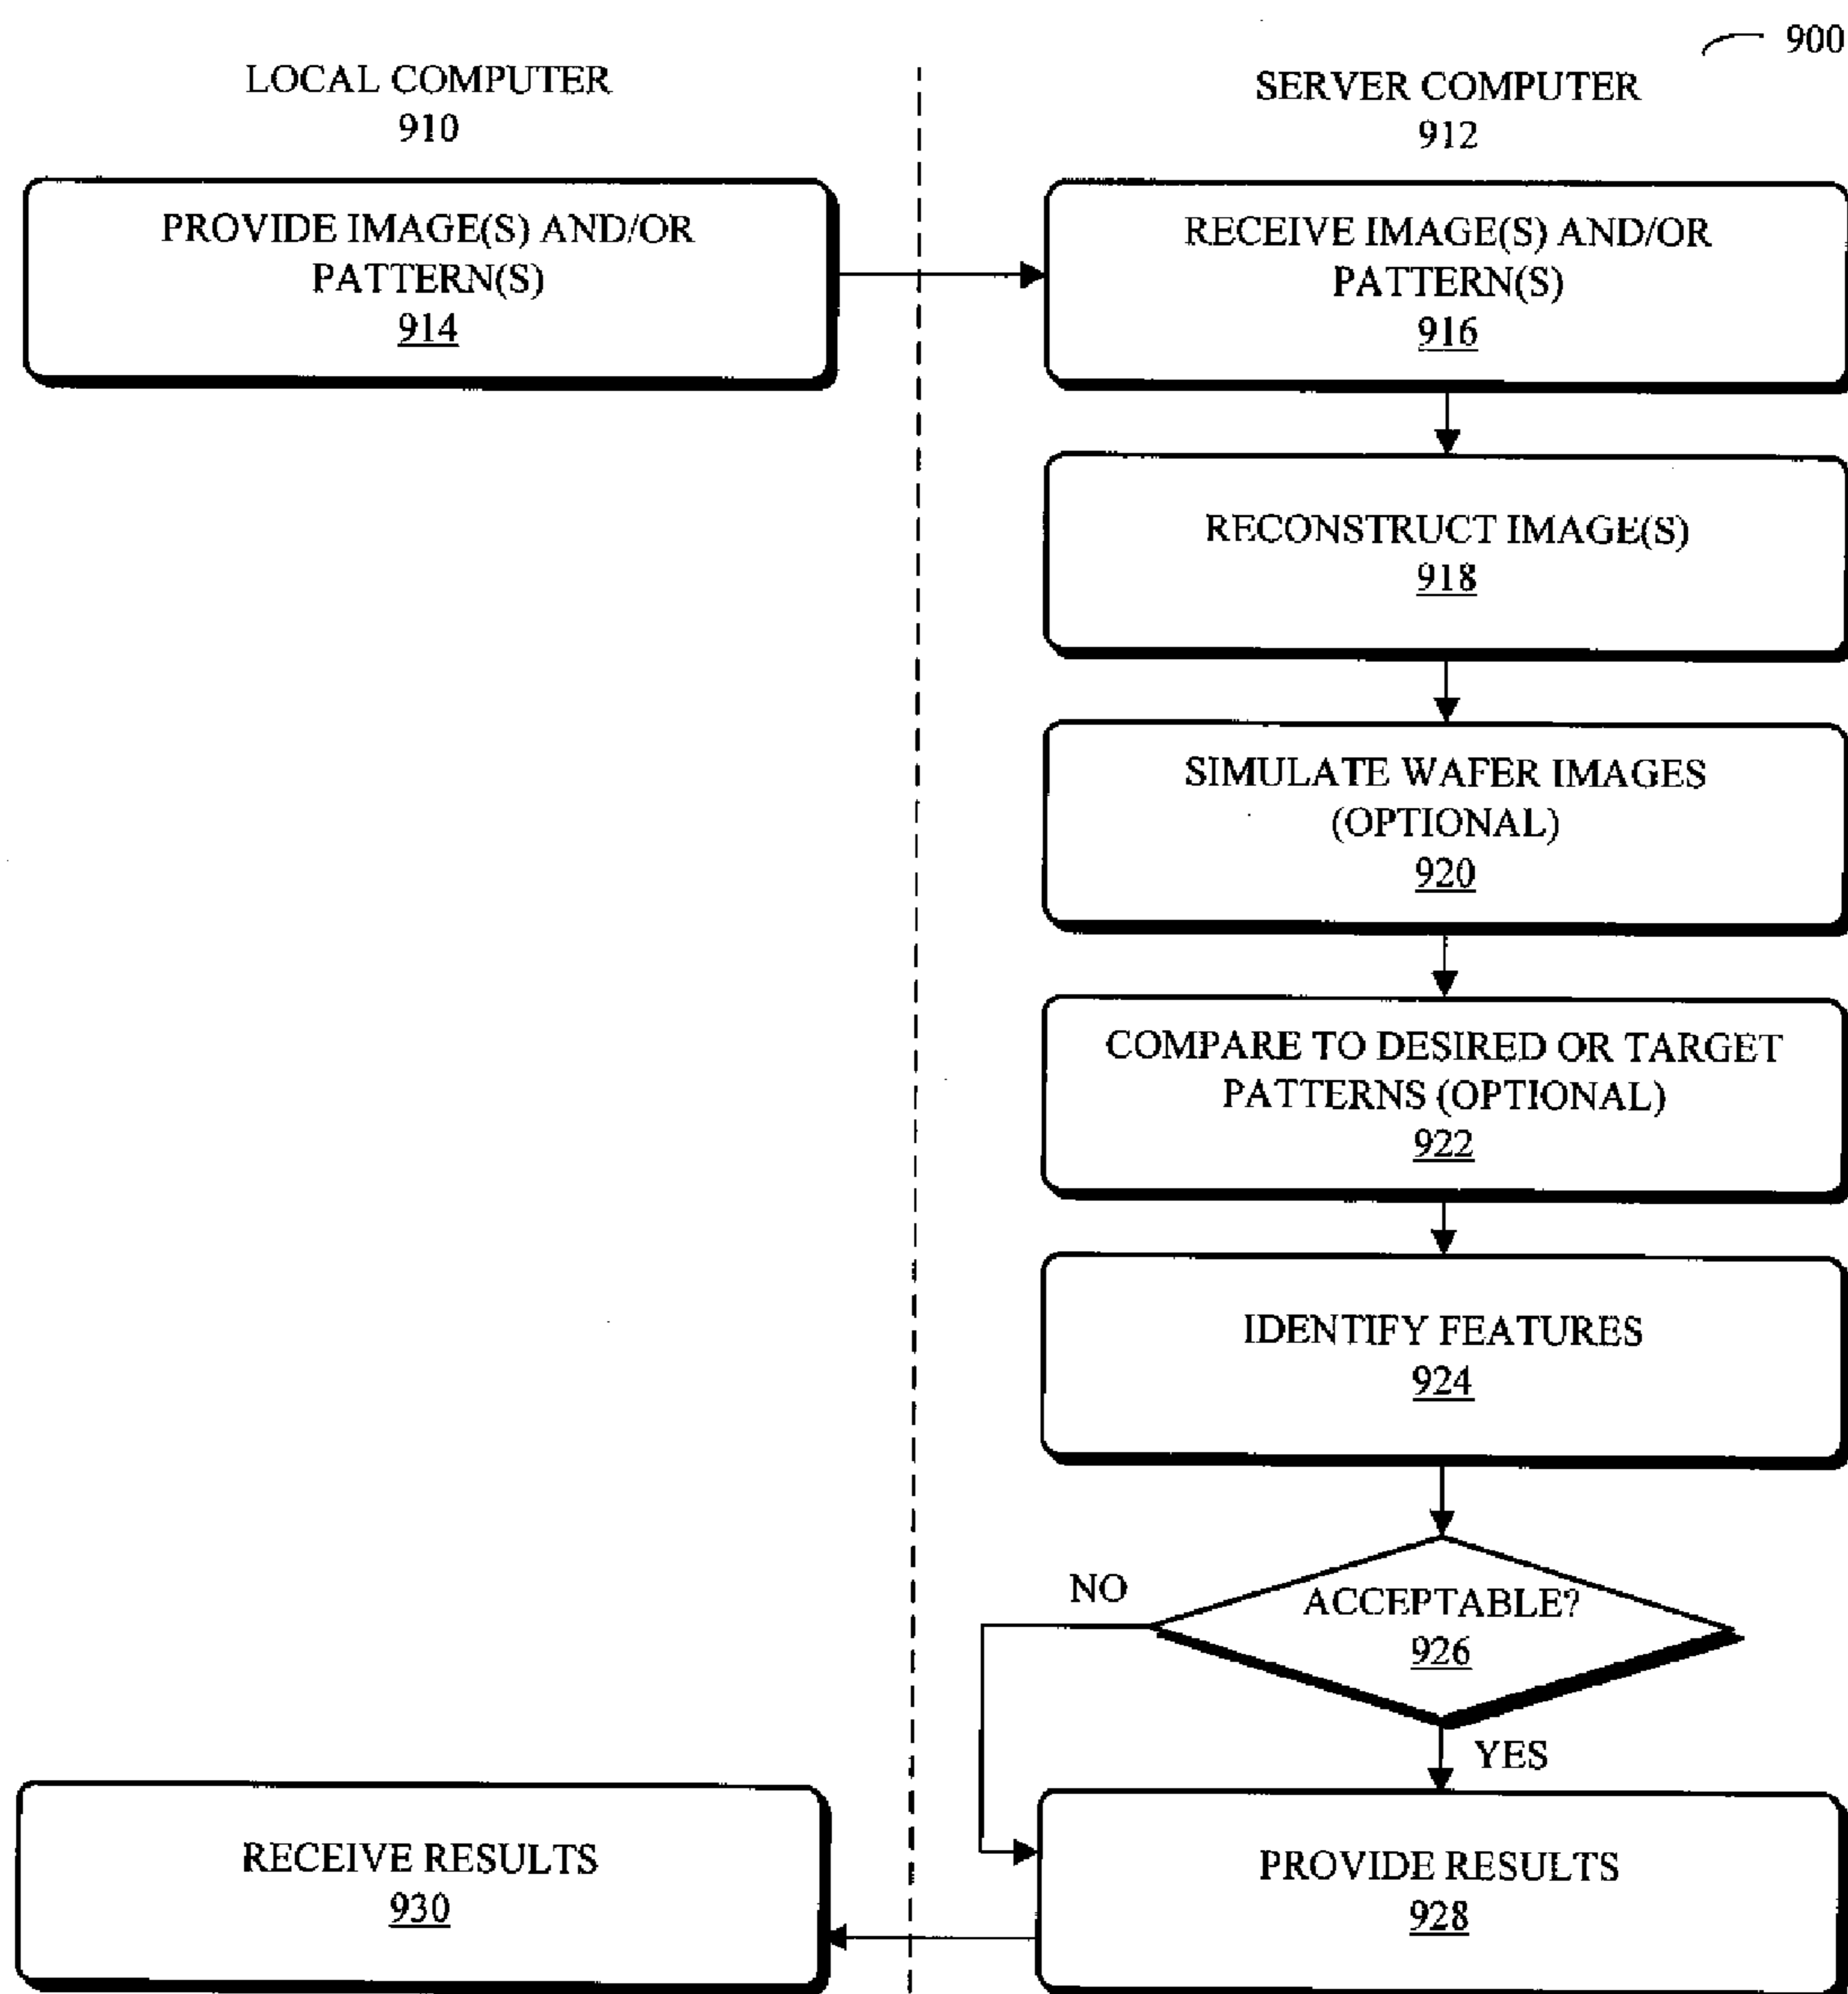 900
LOCAL COMPUTER
910
SERVER COMPUTER
912
PROVIDE IMAGE(S) AND/OR
PATTERN(S)
914
RECEIVE IMAGE(S) AND/OR
PATTERN(S)
916
RECONSTRUCT IMAGE(S)
918
SIMULATE WAFER IMAGES
(OPTIONAL)
920
COMPARE TO DESIRED OR TARGET
PATTERNS (OPTIONAL)
922
IDENTIFY FEATURES
924
NO
ACCEPTABLE?
926
YES
RECEIVE RESULTS
930
PROVIDE RESULTS
928